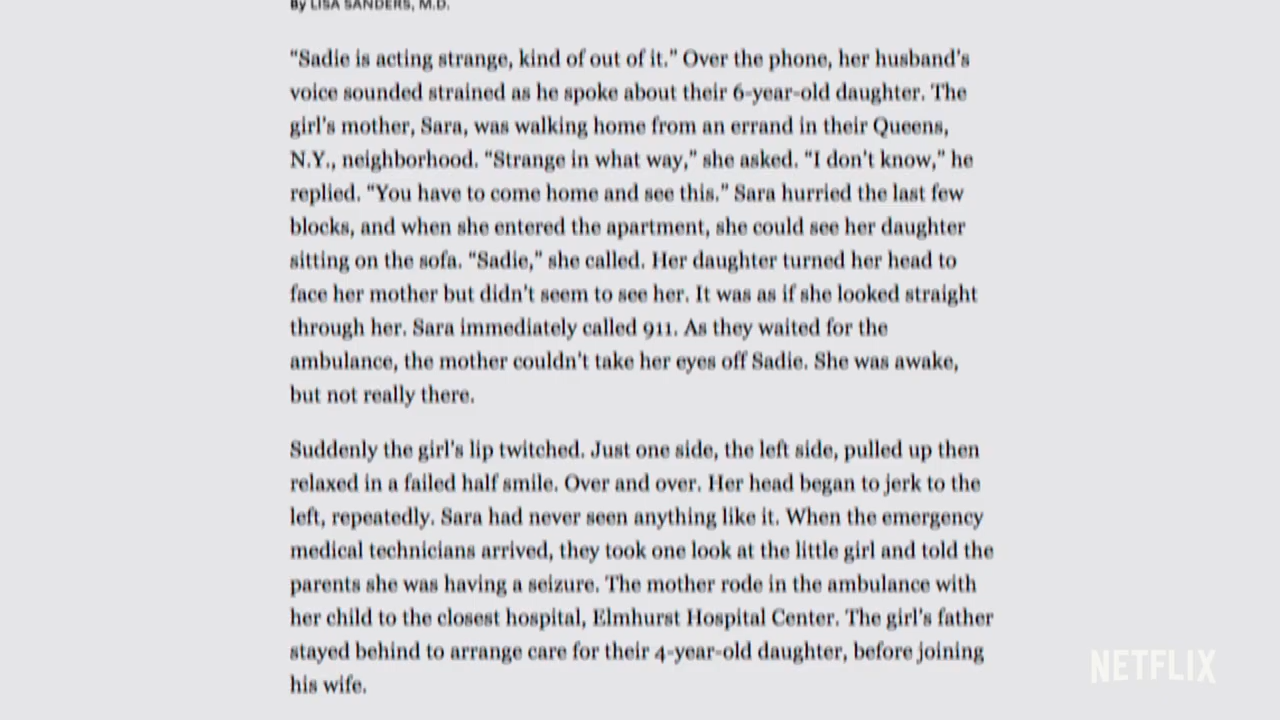 By LISA SANDERS, M.D.
“Sadie is acting strange, kind of out of it.” Over the phone, her husband’s
voice sounded strained as he spoke about their 6-year-old daughter. The
girl’s mother, Sara, was walking home from an errand in their Queens,
N.Y., neighborhood. “Strange in what way,” she asked. “I don’t know,” he
replied. “You have to come home and see this.” Sara hurried the last few
blocks, and when she entered the apartment, she could see her daughter
sitting on the sofa. “Sadie,” she called. Her daughter turned her head to
face her mother but didn’t seem to see her. It was as if she looked straight
through her. Sara immediately called 911. As they waited for the
ambulance, the mother couldn’t take her eyes off Sadie. She was awake,
but not really there.
Suddenly the girl’s lip twitched. Just one side, the left side, pulled up then
relaxed in a failed half smile. Over and over. Her head began to jerk to the
left, repeatedly. Sara had never seen anything like it. When the emergency
medical technicians arrived, they took one look at the little girl and told the
parents she was having a seizure. The mother rode in the ambulance with
her child to the closest hospital, Elmhurst Hospital Center. The girl’s father
stayed behind to arrange care for their 4-year-old daughter, before joining
his wife.
NETFLIX